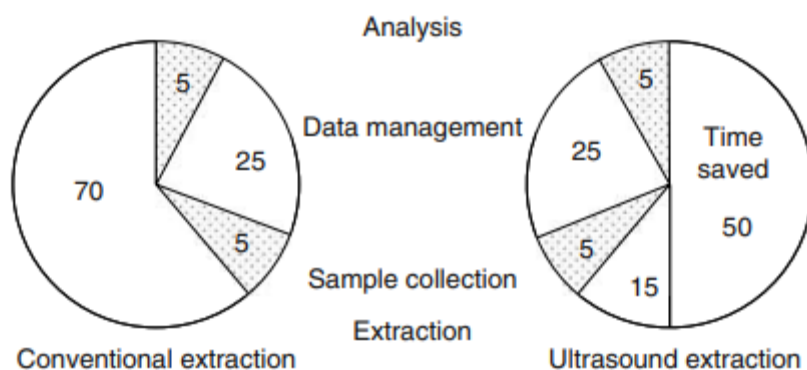 Analysis
5
5
Data management
Time
saved
25
25
70
50
5
5
Sample collection
15
Extraction
Conventional extraction
Ultrasound extraction